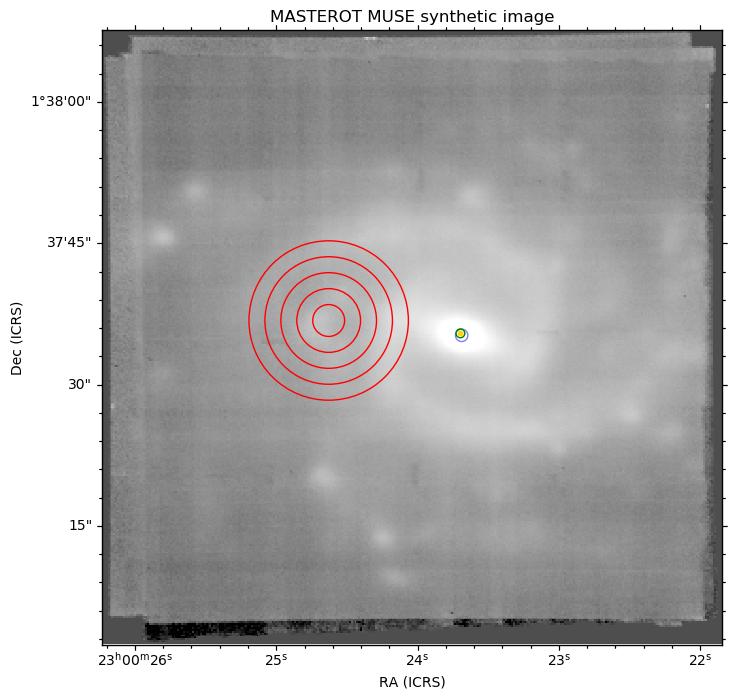 MASTEROT MUSE synthetic image
1°38'00"
37'45"
30"
15"
Dec (ICRS)
23ʰ00ᵐ26ˢ 25ˢ 24ˢ 23ˢ 22ˢ
RA (ICRS)